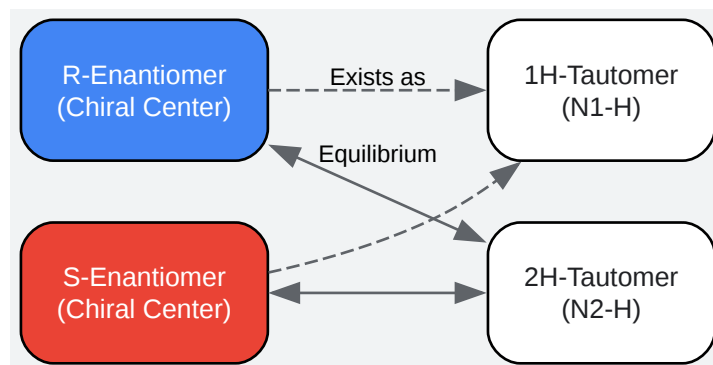 R-Enantiomer
(Chiral Center)
Exists as
1H-Tautomer
(N1-H)
Equilibrium
S-Enantiomer
(Chiral Center)
2H-Tautomer
(N2-H)